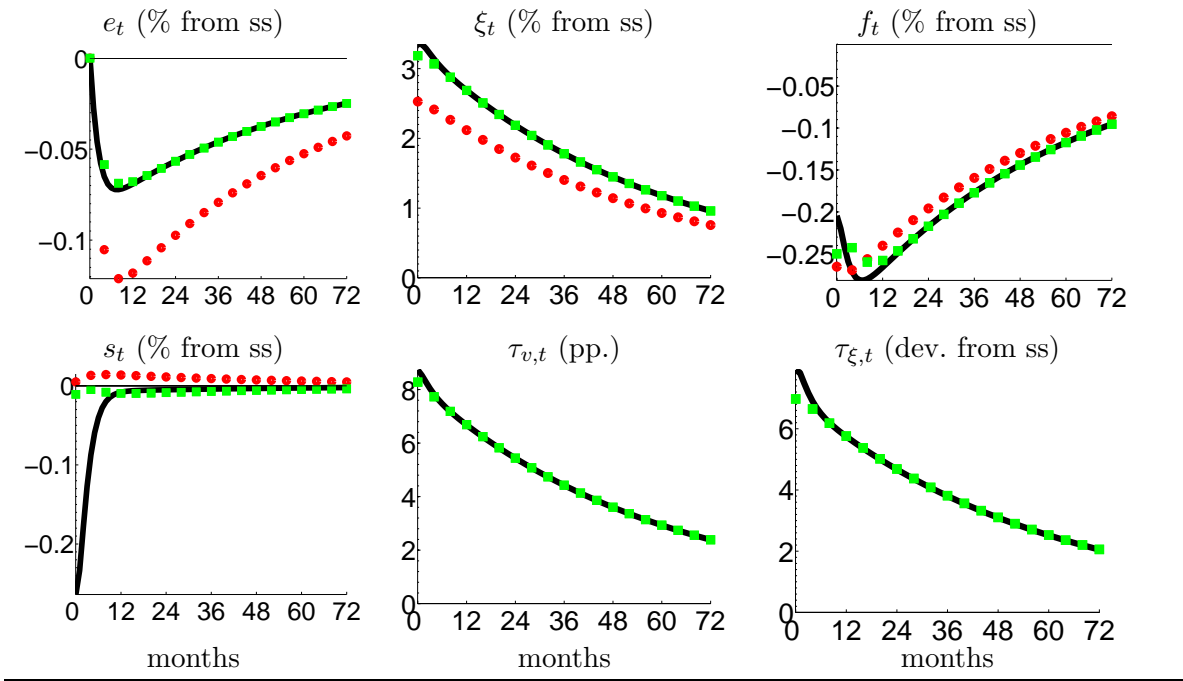 e_t (% from ss) ξ_t (% from ss) f_t (% from ss)
0
−0.05
−0.1
0 12 24 36 48 60 72
3
2
1
0
0 12 24 36 48 60 72
−0.05
−0.1
−0.15
−0.2
−0.25
0 12 24 36 48 60 72
s_t (% from ss) τ_{v,t} (pp.) τ_{ξ,t} (dev. from ss)
0
−0.1
−0.2
0 12 24 36 48 60 72
8
6
4
2
0
0 12 24 36 48 60 72
6
4
2
0
0 12 24 36 48 60 72
months months months